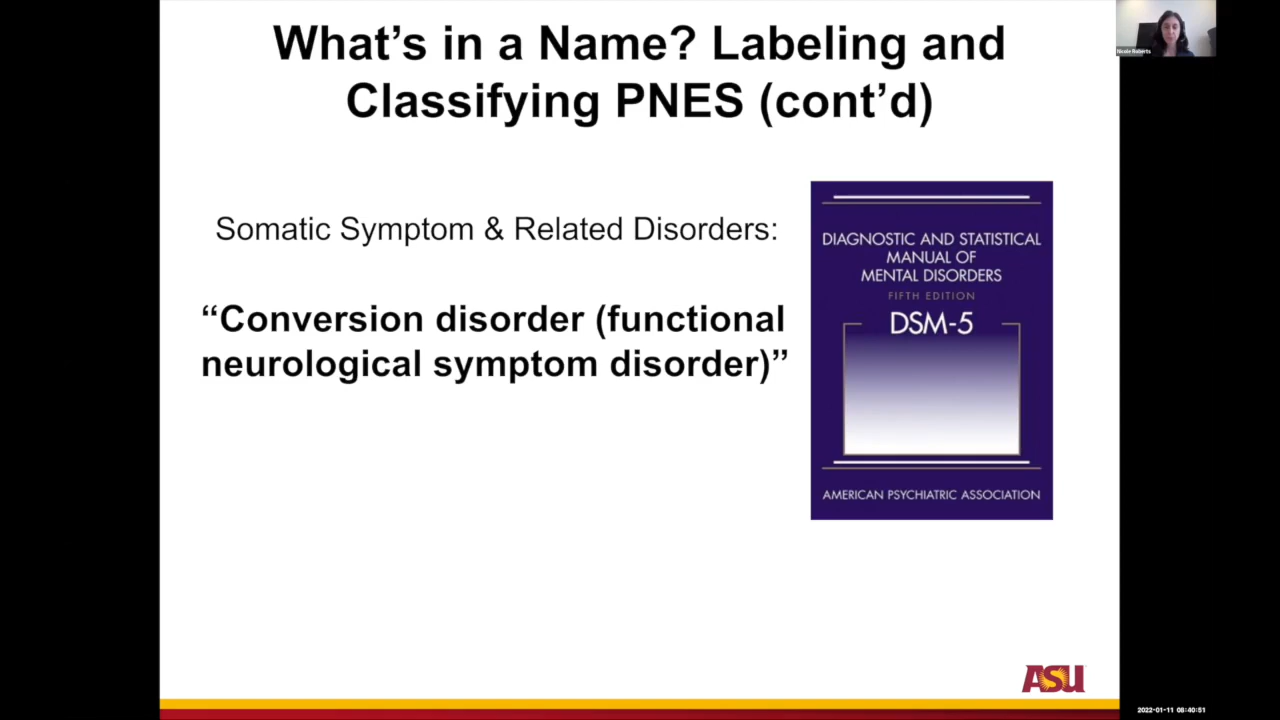 What’s in a Name? Labeling and
Classifying PNES (cont’d)
Nicole Roberts
Somatic Symptom & Related Disorders:
“Conversion disorder (functional
neurological symptom disorder)”
DIAGNOSTIC AND STATISTICAL
MANUAL OF
MENTAL DISORDERS
FIFTH EDITION
DSM-5
AMERICAN PSYCHIATRIC ASSOCIATION
ASU
2022-01-11 08:40:51